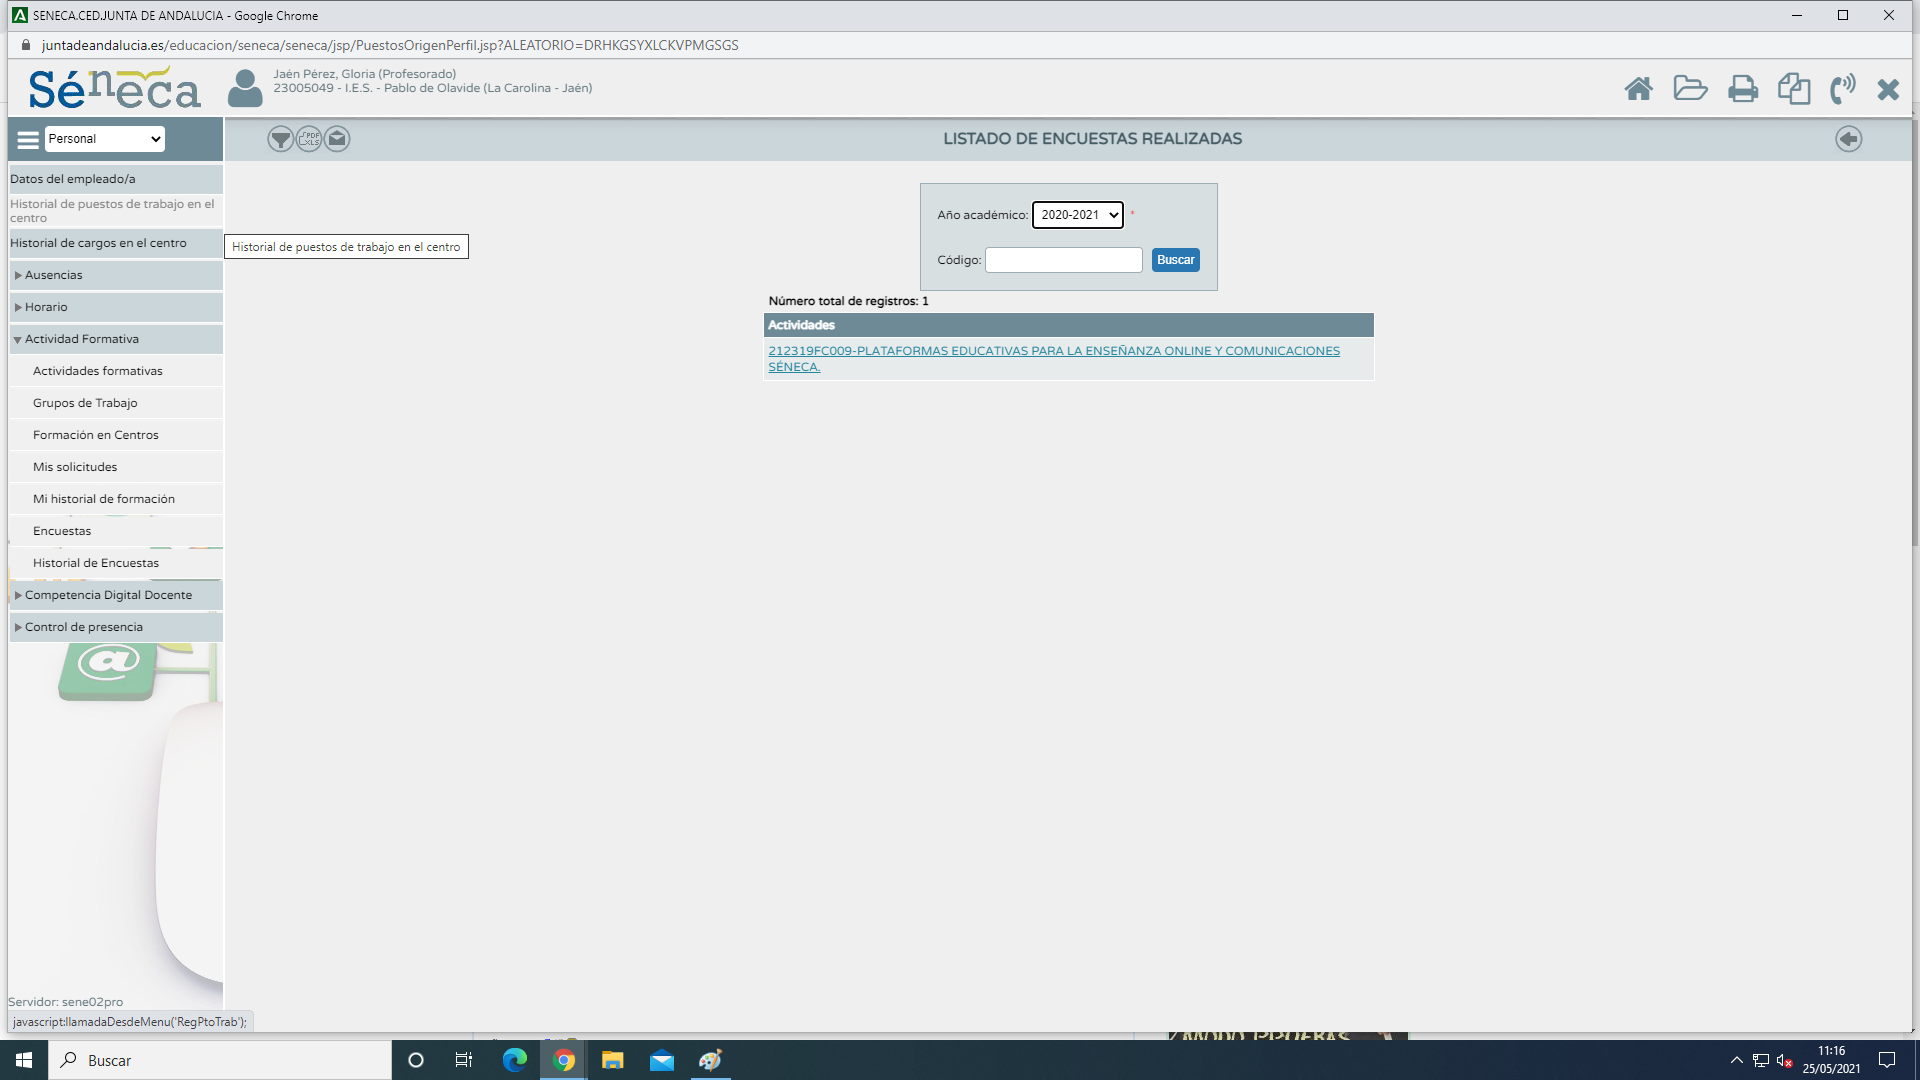 SENECA.CED.JUNTA DE ANDALUCIA - Google Chrome
juntadeandalucia.es/educacion/seneca/seneca/jsp/PuestosOrigenPerfil.jsp?ALEATORIO=DRHKGSYXLCKVPMGSGS
Séneca
Jaén Pérez, Gloria (Profesorado)
23005049 - I.E.S. - Pablo de Olavide (La Carolina - Jaén)
Personal
PDF
XLS
LISTADO DE ENCUESTAS REALIZADAS
Datos del empleado/a
Historial de puestos de trabajo en el
centro
Historial de cargos en el centro
Historial de puestos de trabajo en el centro
Ausencias
Horario
Actividad Formativa
Actividades formativas
Grupos de Trabajo
Formación en Centros
Mis solicitudes
Mi historial de formación
Encuestas
Historial de Encuestas
Competencia Digital Docente
Control de presencia
Año académico: 2020-2021 *
Código: Buscar
Número total de registros: 1
Actividades
212319FC009-PLATAFORMAS EDUCATIVAS PARA LA ENSEÑANZA ONLINE Y COMUNICACIONES
SÉNECA.
@
Servidor: sene02pro
javascript:llamadaDesdeMenu('RegPtoTrab');
MODO PRUEBAS
Buscar
11:16
25/05/2021